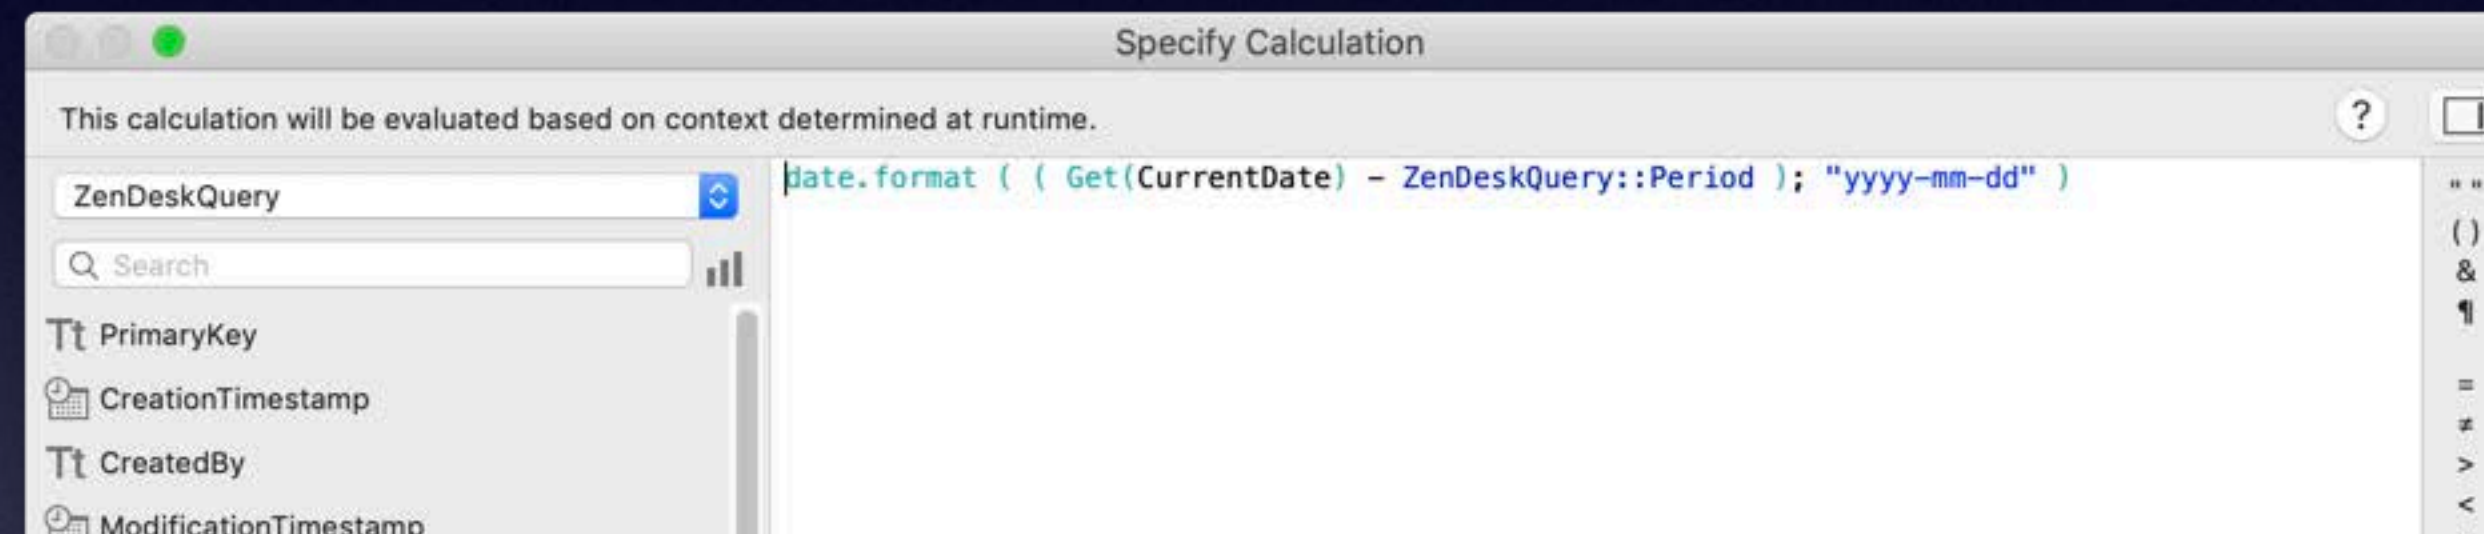 Specify Calculation
This calculation will be evaluated based on context determined at runtime.
?
ZenDeskQuery
date.format ( ( Get(CurrentDate) - ZenDeskQuery::Period ); "yyyy-mm-dd" )
Search
PrimaryKey
CreationTimestamp
CreatedBy
ModificationTimestamp
" "
( )
&
¶
=
≠
>
<